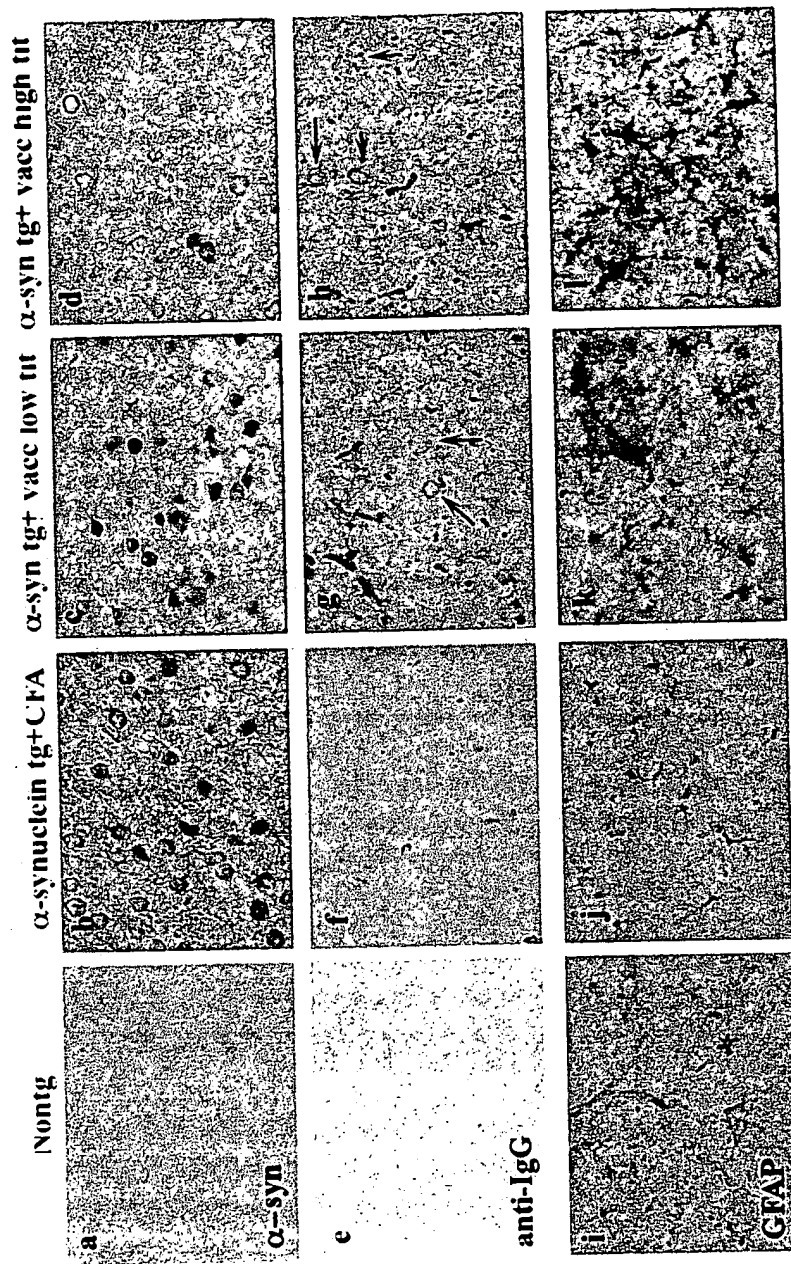 Nontg
α-synuclein tg+CFA
α-syn tg+ vacc low tit
α-syn tg+ vacc high tit
a
α-syn
b
c
d
e
anti-IgG
f
g
h
i
GFAP
j
k
l